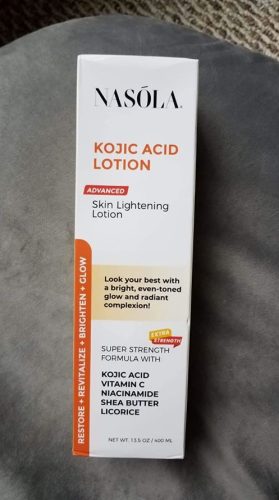 NASŌLA
KOJIC ACID
LOTION
ADVANCED
Skin Lightening
Lotion
Look your best with
a bright, even-toned
glow and radiant
complexion!
EXTRA
STRENGTH
SUPER STRENGTH
FORMULA WITH
KOJIC ACID
VITAMIN C
NIACINAMIDE
SHEA BUTTER
LICORICE
NET WT. 13.5 OZ / 400 ML
RESTORE + REVITALIZE + BRIGHTEN + GLOW